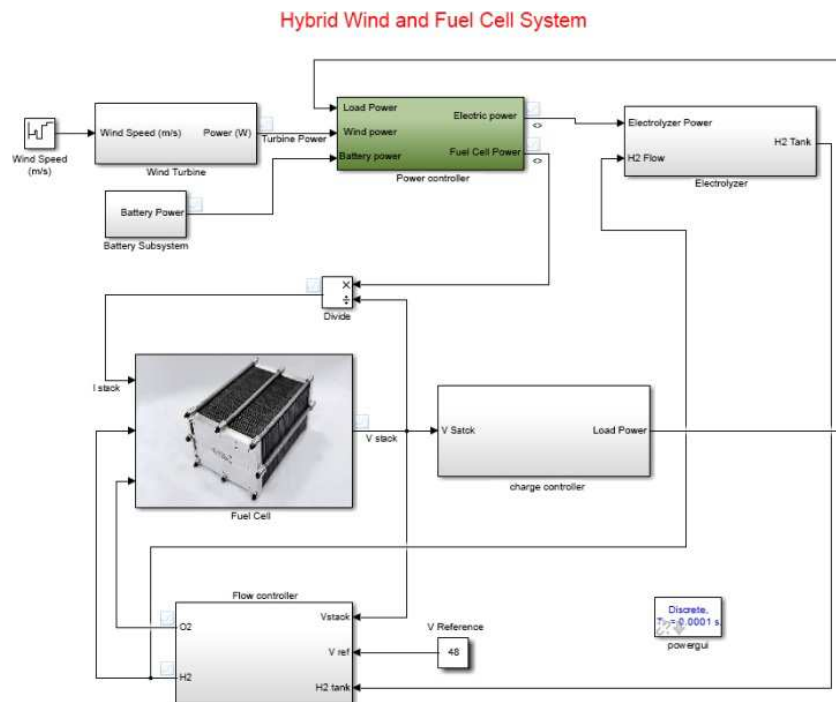 Hybrid Wind and Fuel Cell System
Wind Speed
(m/s)
Wind Speed (m/s)
Power (W)
Wind Turbine
Turbine Power
Load Power
Wind power
Battery power
Electric power
Fuel Cell Power
Power controller
Electrolyzer Power
H2 Flow
H2 Tank
Electrolyzer
Battery Power
Battery Subsystem
×
÷
Divide
I stack
Fuel Cell
V stack
V Satck
Load Power
charge controller
Flow controller
O2
H2
Vstack
V ref
H2 tank
V Reference
48
Discrete,
= 0.0001 s.
powergui